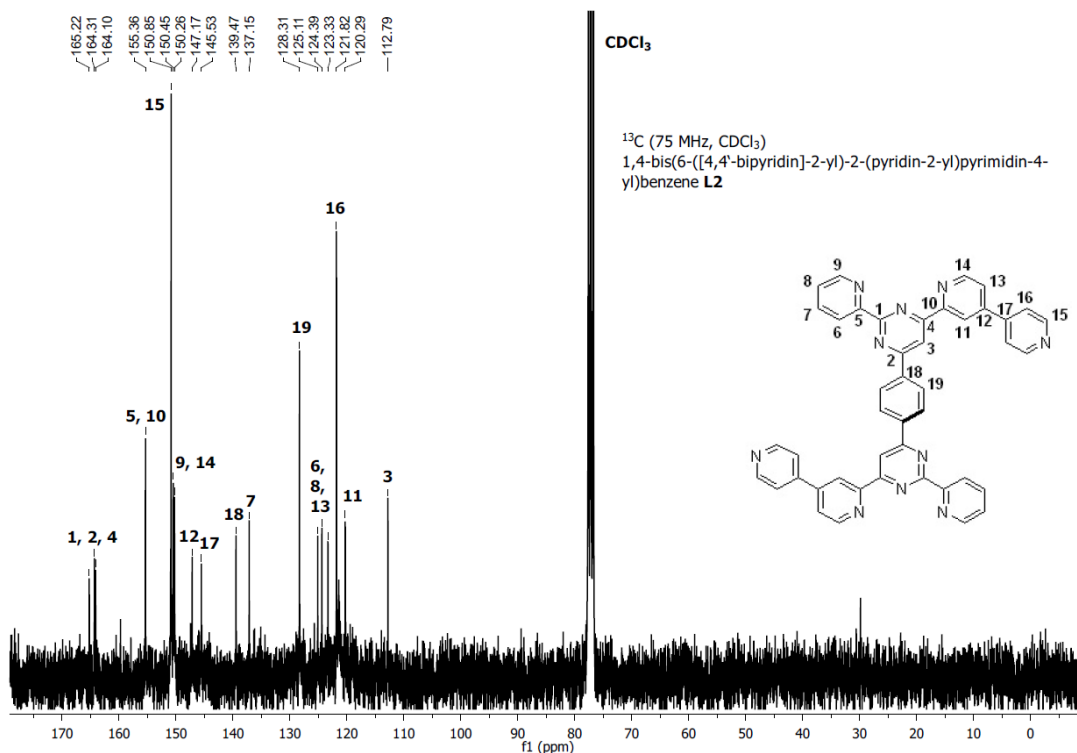 165.22
164.31
164.10
155.36
150.85
150.45
150.26
147.17
145.53
139.47
137.15
128.31
125.11
124.39
123.33
121.82
120.29
112.79
CDCl₃
¹³C (75 MHz, CDCl₃)
1,4-bis(6-([4,4'-bipyridin]-2-yl)-2-(pyridin-2-yl)pyrimidin-4-
yl)benzene L2
15
16
19
5, 10
9, 14
6,
8,
13
3
11
7
18
12
17
1, 2, 4
9
8
N
7
6
5
1
N
N
2
3
4
10
N
14
13
11
12
17
16
15
N
18
19
N
N
N
N
N
N
170 160 150 140 130 120 110 100 90 80 70 60 50 40 30 20 10 0
f1 (ppm)